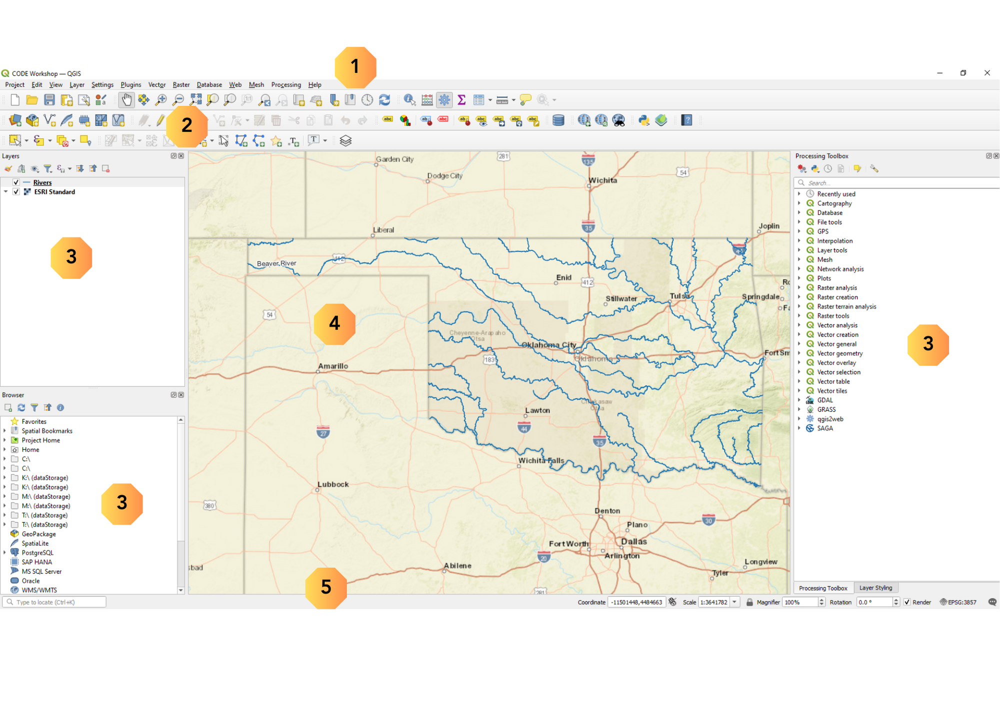 1
CODE Workshop — QGIS
Project Edit View Layer Settings Plugins Vector Raster Database Web Mesh Processing Help
2
Layers
Rivers
ESRI Standard
3
Browser
Favorites
Spatial Bookmarks
Project Home
Home
C:\
C:\
K:\ (dataStorage)
K:\ (dataStorage)
M:\ (dataStorage)
M:\ (dataStorage)
T:\ (dataStorage)
T:\ (dataStorage)
3
GeoPackage
SpatiaLite
PostgreSQL
SAP HANA
MS SQL Server
Oracle
WMS/WMTS
Garden City
281
135
54
Dodge City
Wichita
Liberal
35
Joplin
Beaver River
412
44
Enid
412
Stillwater
Tulsa
Springdale
54
4
Cheyenne-Arapaho
Otsa
Oklahoma City
183
Oklahoma
Fort Sm
Amarillo
Chickasaw
Otsa
Lawton
27
44
35
Wichita Falls
Lubbock
380
Denton
30
Plano
Fort Worth
Dallas
20
Arlington
sbad
Abilene
Longview
Tyler
5
281
Processing Toolbox
Search...
Recently used
Cartography
Database
File tools
GPS
Interpolation
Layer tools
Mesh
Network analysis
Plots
Raster analysis
Raster creation
Raster terrain analysis
Raster tools
Vector analysis
Vector creation
Vector general
Vector geometry
Vector overlay
Vector selection
Vector table
Vector tiles
GDAL
GRASS
qgis2web
SAGA
3
Processing Toolbox Layer Styling
Type to locate (Ctrl+K)
Coordinate -11501448,4484663 Scale 1:3641782 Magnifier 100% Rotation 0.0 ° Render EPSG:3857